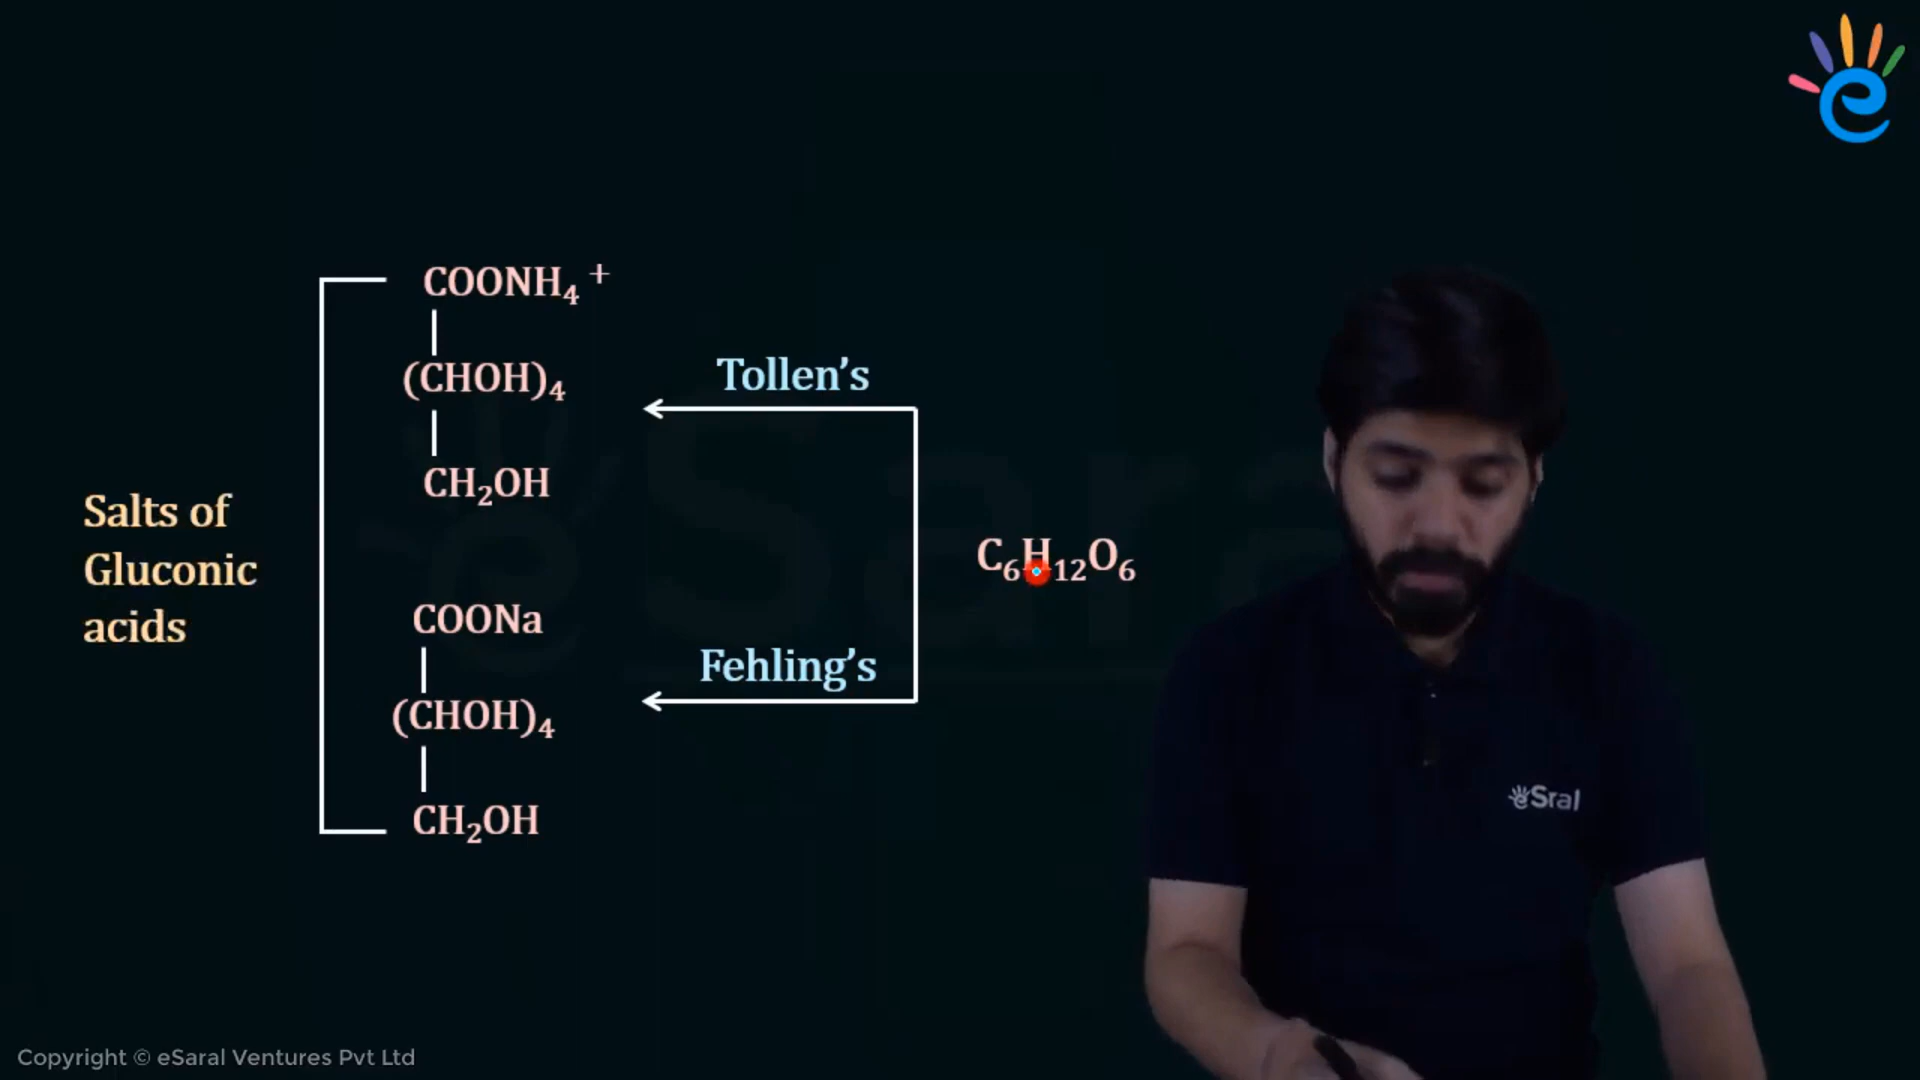 COONH₄⁺
(CHOH)₄
CH₂OH
Tollen’s
Salts of
Gluconic
acids
C₆H₁₂O₆
COONa
(CHOH)₄
CH₂OH
Fehling’s
eSral
eSaral
Copyright © eSaral Ventures Pvt Ltd